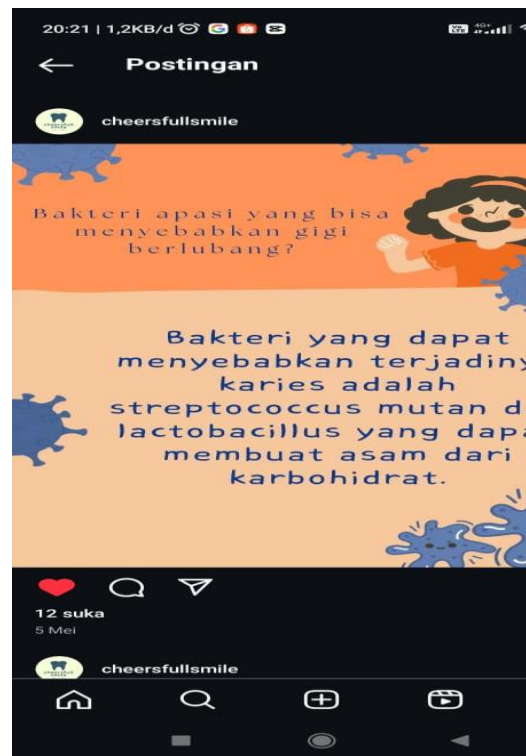 20:21 | 1,2KB/d
Postingan
cheersfullsmile
Bakteri apasi yang bisa
menyebabkan gigi
berlubang?
Bakteri yang dapat
menyebabkan terjadiny
karies adalah
streptococcus mutan d
lactobacillus yang dapa
membuat asam dari
karbohidrat.
12 suka
5 Mei
cheersfullsmile